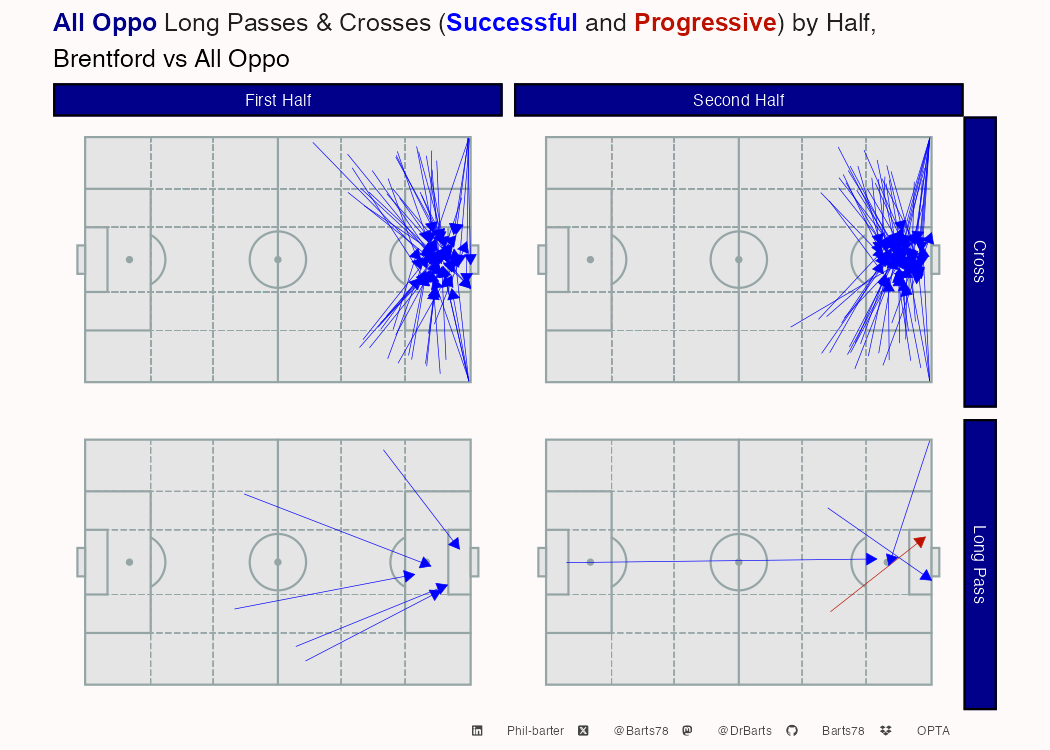 All Oppo Long Passes & Crosses (Successful and Progressive) by Half,
Brentford vs All Oppo
First Half
Second Half
Cross
Long Pass
Phil-barter @Barts78 @DrBarts Barts78 OPTA